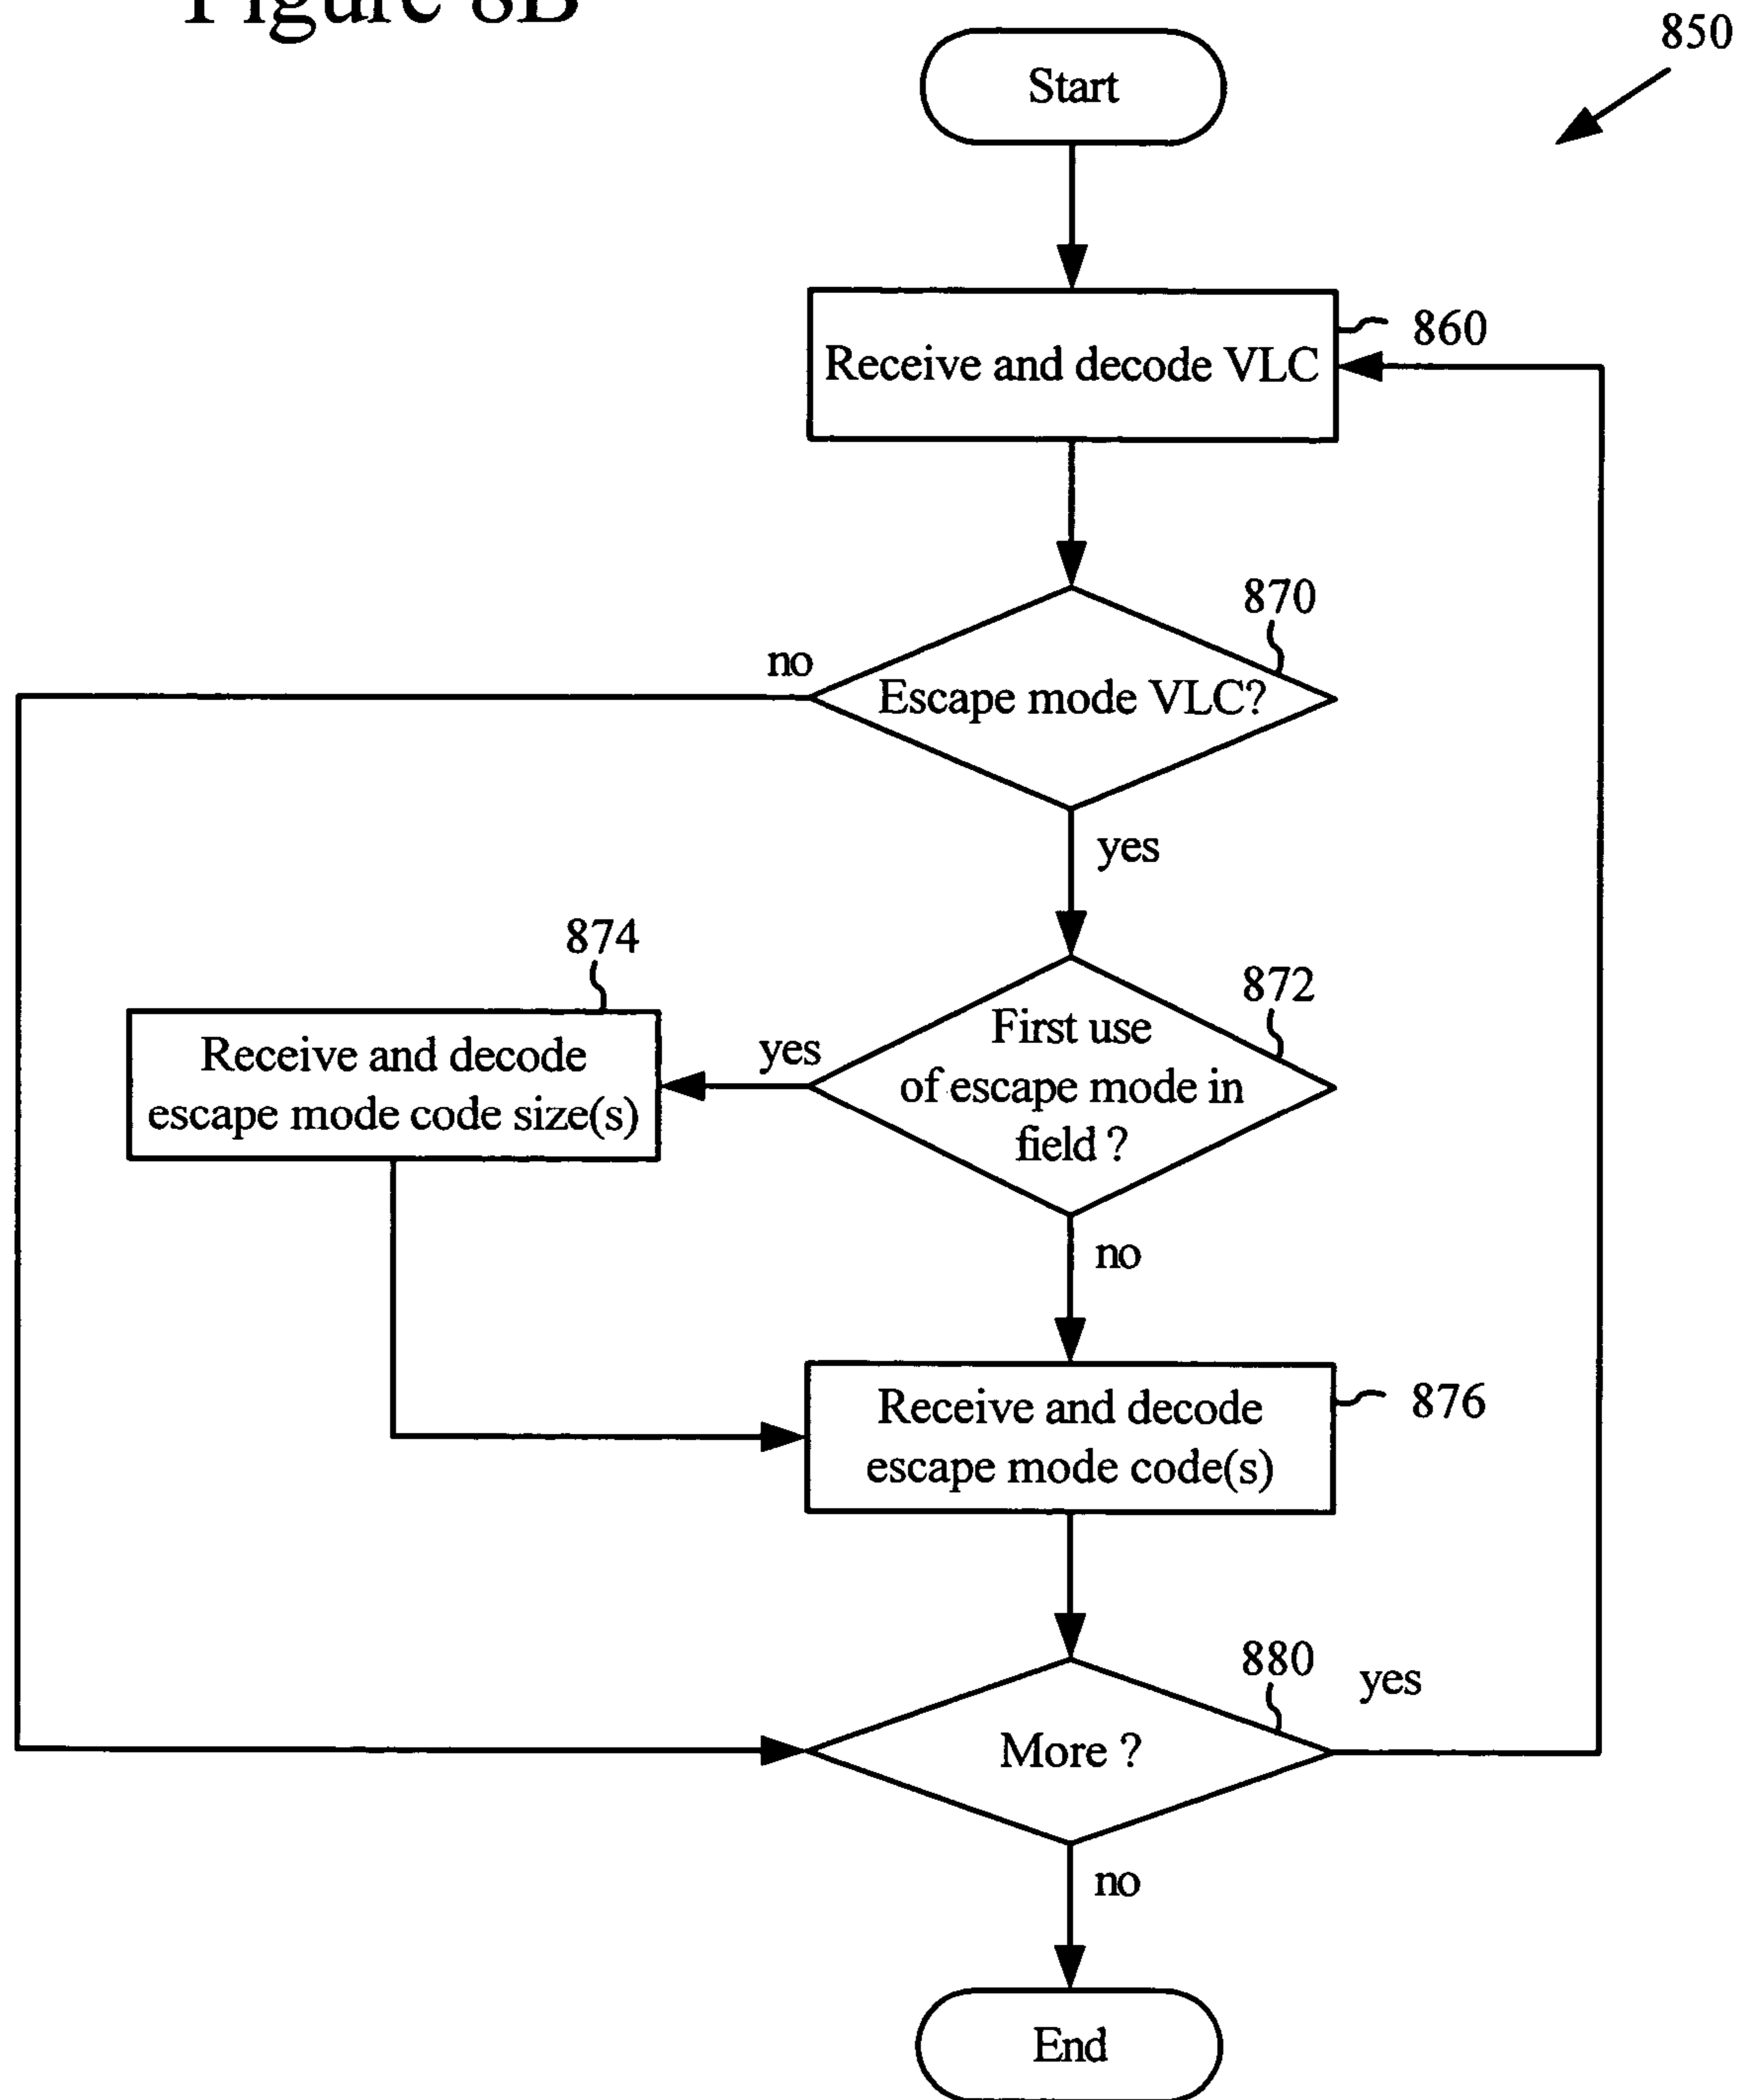 Figure 8B
850
Start
860
Receive and decode VLC
870
no
Escape mode VLC?
yes
874
872
Receive and decode
escape mode code size(s)
yes
First use
of escape mode in
field ?
no
Receive and decode
escape mode code(s)
876
880
yes
More ?
no
End